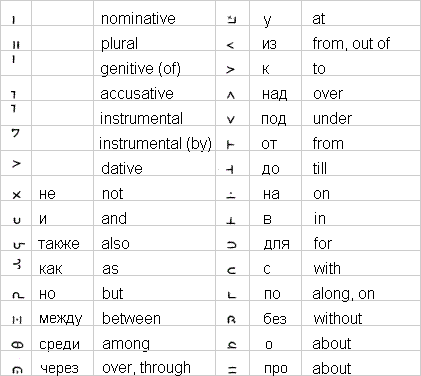 nominative у at
plural < из from, out of
genitive (of) > к to
accusative ^ над over
instrumental v под under
instrumental (by) от from
> dative до till
× не not на on
и and в in
также also для for
как as с with
но but по along, on
между between без without
среди among о about
через over, through про about